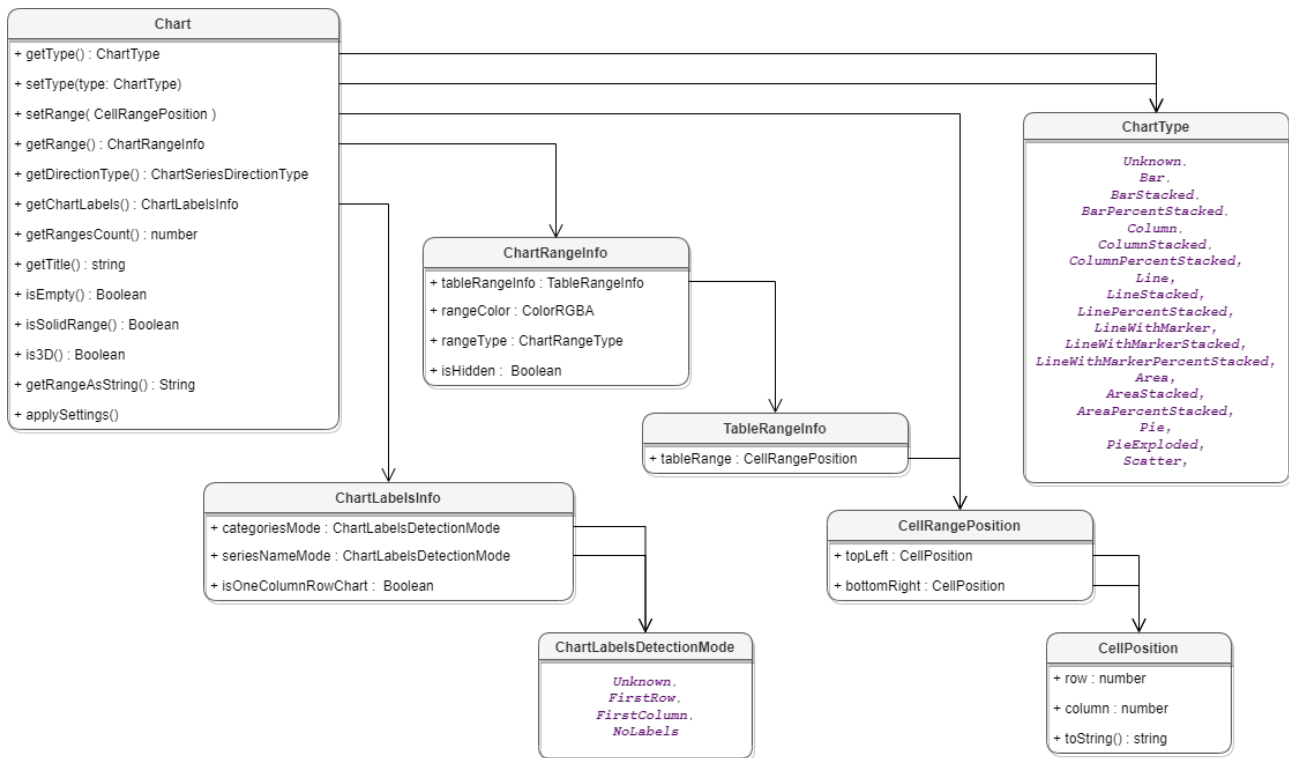 Chart
+ getType() : ChartType
+ setType(type: ChartType)
+ setRange( CellRangePosition )
+ getRange() : ChartRangeInfo
+ getDirectionType() : ChartSeriesDirectionType
+ getChartLabels() : ChartLabelsInfo
+ getRangesCount() : number
+ getTitle() : string
+ isEmpty() : Boolean
+ isSolidRange() : Boolean
+ is3D() : Boolean
+ getRangeAsString() : String
+ applySettings()
ChartType
Unknown,
Bar,
BarStacked,
BarPercentStacked,
Column,
ColumnStacked,
ColumnPercentStacked,
Line,
LineStacked,
LinePercentStacked,
LineWithMarker,
LineWithMarkerStacked,
LineWithMarkerPercentStacked,
Area,
AreaStacked,
AreaPercentStacked,
Pie,
PieExploded,
Scatter,
ChartRangeInfo
+ tableRangeInfo : TableRangeInfo
+ rangeColor : ColorRGBA
+ rangeType : ChartRangeType
+ isHidden : Boolean
TableRangeInfo
+ tableRange : CellRangePosition
ChartLabelsInfo
+ categoriesMode : ChartLabelsDetectionMode
+ seriesNameMode : ChartLabelsDetectionMode
+ isOneColumnRowChart : Boolean
CellRangePosition
+ topLeft : CellPosition
+ bottomRight : CellPosition
ChartLabelsDetectionMode
Unknown,
FirstRow,
FirstColumn,
NoLabels
CellPosition
+ row : number
+ column : number
+ toString() : string